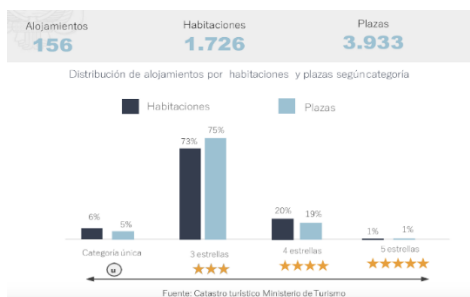 Alojamientos Habitaciones Plazas
156 1.726 3.933
Distribución de alojamientos por habitaciones y plazas segúncategoria
Habitaciones Plazas
73% 75%
6% 5% 20% 19% 1% 1%
Categoría única 3 estrellas 4 estrellas 5 estrellas
u
Fuente: Catastro turístico Ministerio de Turismo